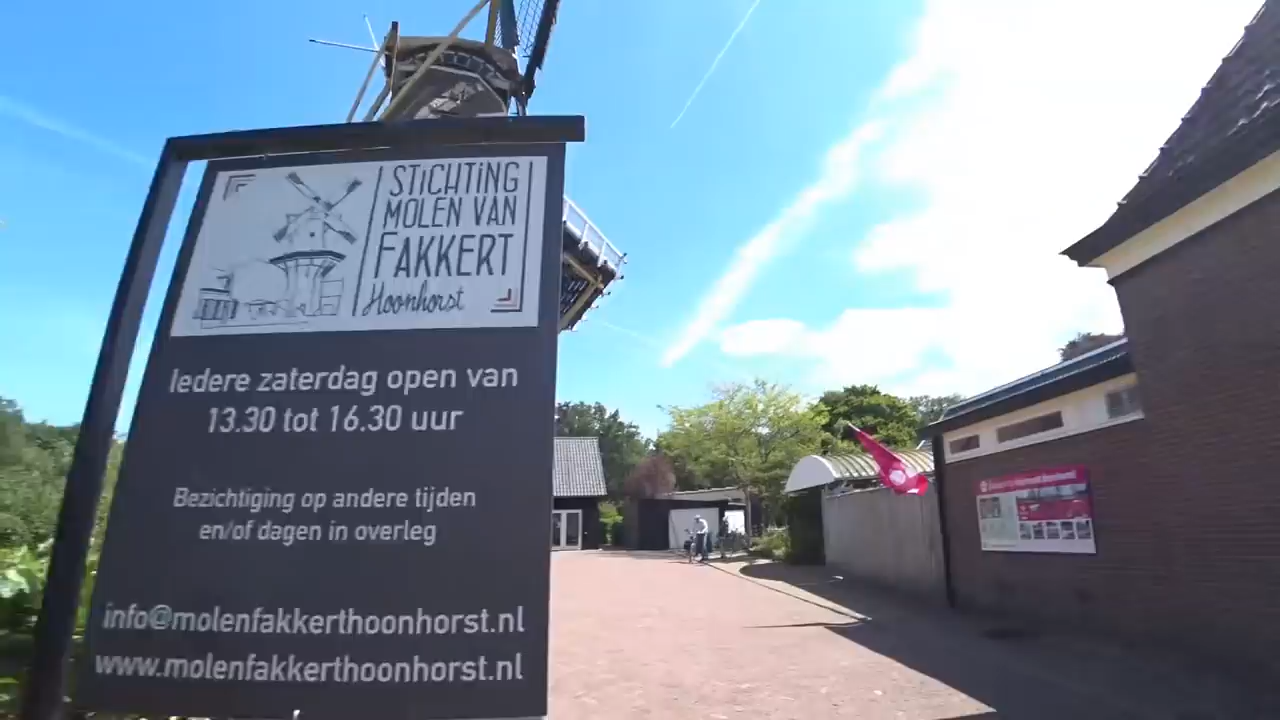 STICHTING
MOLEN VAN
FAKKERT
Hoonhorst
Iedere zaterdag open van
13.30 tot 16.30 uur
Bezichtiging op andere tijden
en/of dagen in overleg
info@molenfakkerthoonhorst.nl
www.molenfakkerthoonhorst.nl